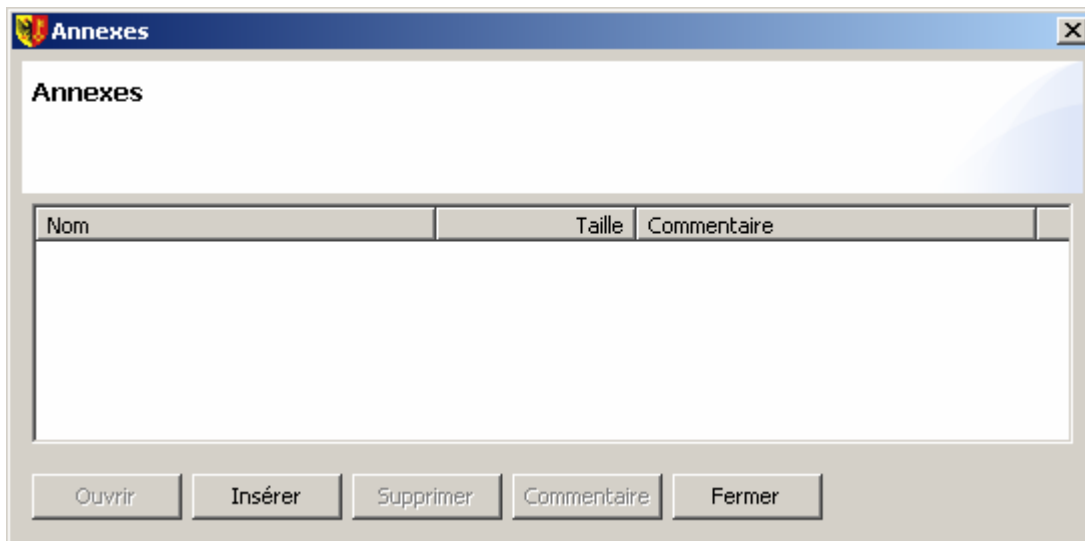 Annexes
Annexes
Nom Taille Commentaire
Ouvrir Insérer Supprimer Commentaire Fermer